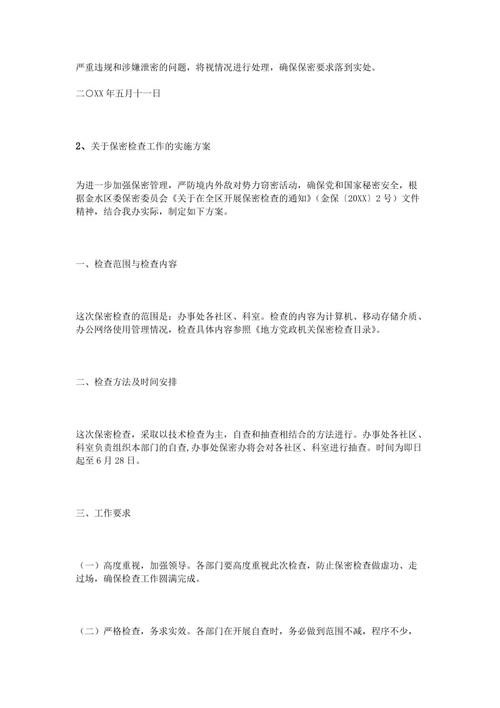 严重违规和涉嫌泄密的问题，将视情况进行处理，确保保密要求落到实处。
二〇XX年五月十一日
2、关于保密检查工作的实施方案
为进一步加强保密管理，严防境内外敌对势力窃密活动，确保党和国家秘密安全，根
据金水区委保密委员会《关于在全区开展保密检查的通知》（金保〔20XX〕2号）文件
精神，结合我办实际，制定如下方案。
一、检查范围与检查内容
这次保密检查的范围是：办事处各社区、科室。检查的内容为计算机、移动存储介质、
办公网络使用管理情况，检查具体内容参照《地方党政机关保密检查目录》。
二、检查方法及时间安排
这次保密检查，采取以技术检查为主，自查和抽查相结合的方法进行。办事处各社区、
科室负责组织本部门的自查,办事处保密办将会对各社区、科室进行抽查。时间为即日
起至6月28日。
三、工作要求
（一）高度重视，加强领导。各部门要高度重视此次检查，防止保密检查做虚功、走
过场，确保检查工作圆满完成。
（二）严格检查，务求实效。各部门在开展自查时，务必做到范围不减，程序不少，